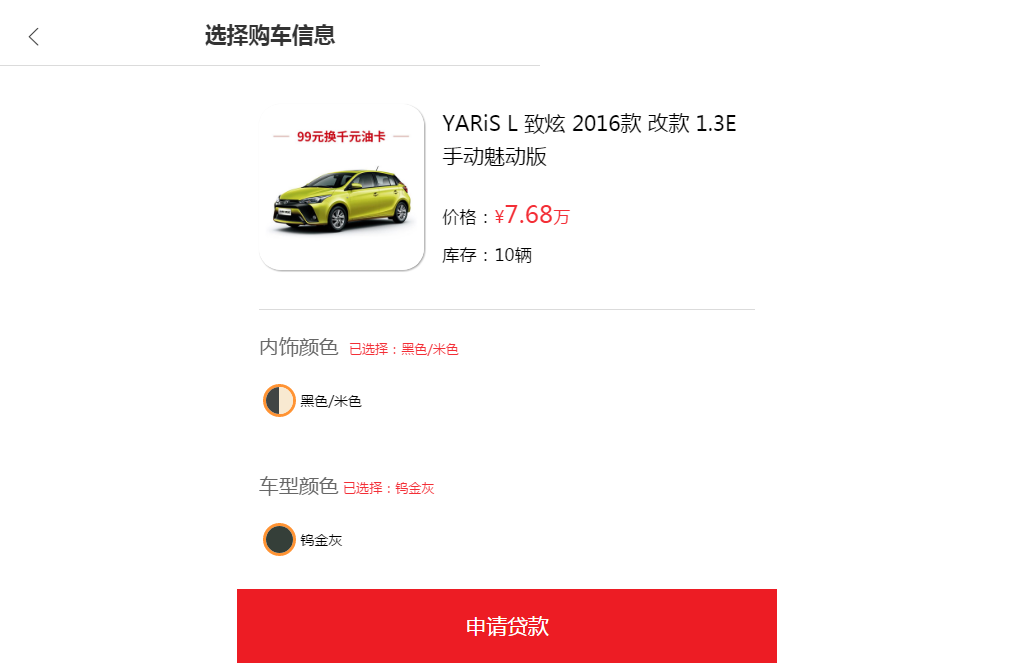 选择购车信息
99元换千元油卡
YARiS L 致炫 2016款 改款 1.3E
手动魅动版
价格：¥7.68万
库存：10辆
内饰颜色 已选择：黑色/米色
黑色/米色
车型颜色 已选择：钨金灰
钨金灰
申请贷款